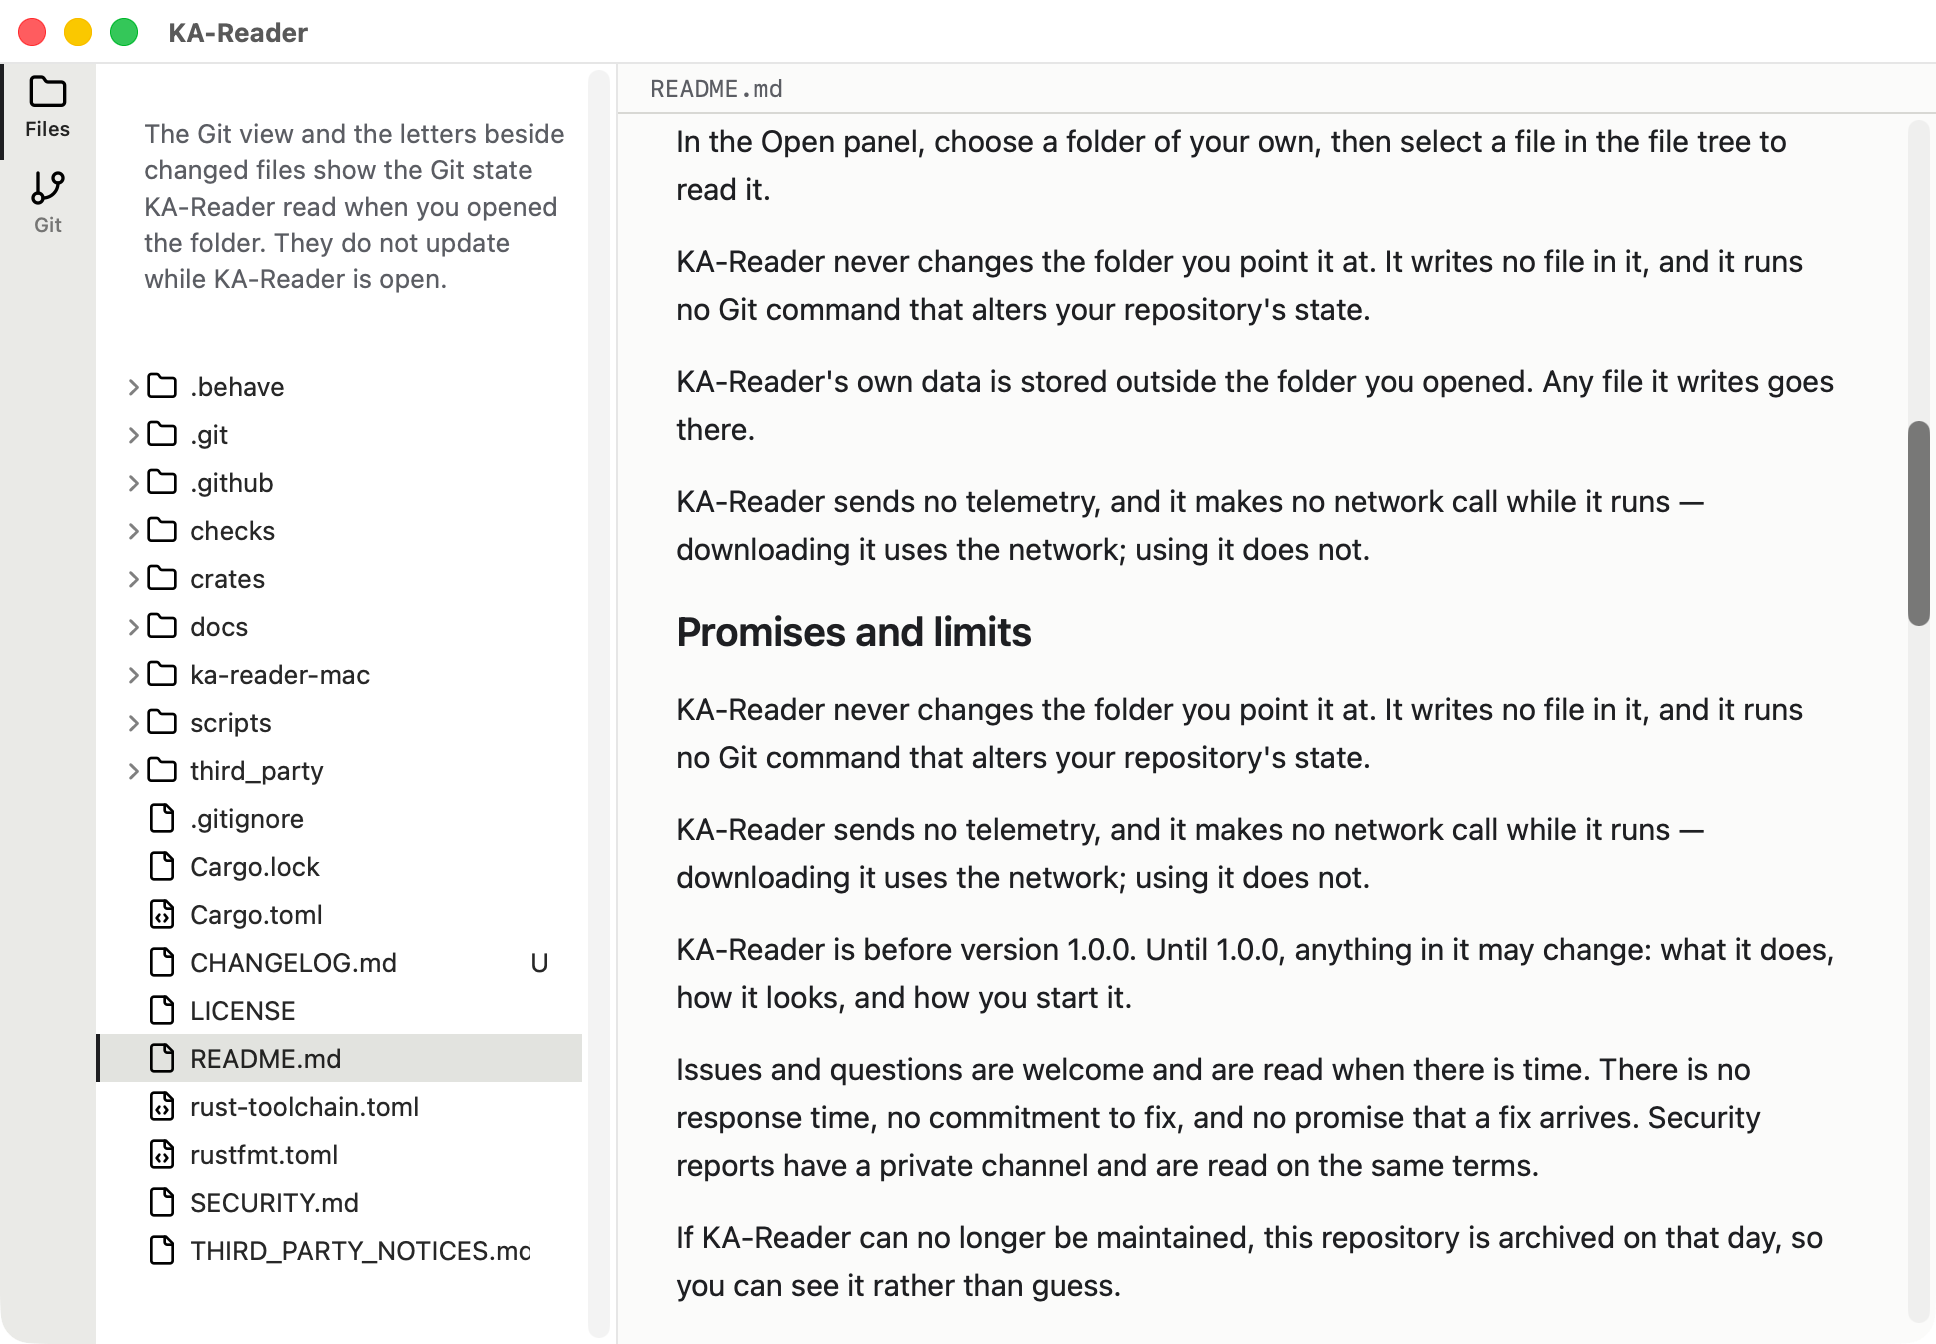 KA-Reader
Files
Git
The Git view and the letters beside
changed files show the Git state
KA-Reader read when you opened
the folder. They do not update
while KA-Reader is open.
.behave
.git
.github
checks
crates
docs
ka-reader-mac
scripts
third_party
.gitignore
Cargo.lock
Cargo.toml
CHANGELOG.md U
LICENSE
README.md
rust-toolchain.toml
rustfmt.toml
SECURITY.md
THIRD_PARTY_NOTICES.md
README.md
In the Open panel, choose a folder of your own, then select a file in the file tree to
read it.
KA-Reader never changes the folder you point it at. It writes no file in it, and it runs
no Git command that alters your repository's state.
KA-Reader's own data is stored outside the folder you opened. Any file it writes goes
there.
KA-Reader sends no telemetry, and it makes no network call while it runs —
downloading it uses the network; using it does not.
Promises and limits
KA-Reader never changes the folder you point it at. It writes no file in it, and it runs
no Git command that alters your repository's state.
KA-Reader sends no telemetry, and it makes no network call while it runs —
downloading it uses the network; using it does not.
KA-Reader is before version 1.0.0. Until 1.0.0, anything in it may change: what it does,
how it looks, and how you start it.
Issues and questions are welcome and are read when there is time. There is no
response time, no commitment to fix, and no promise that a fix arrives. Security
reports have a private channel and are read on the same terms.
If KA-Reader can no longer be maintained, this repository is archived on that day, so
you can see it rather than guess.